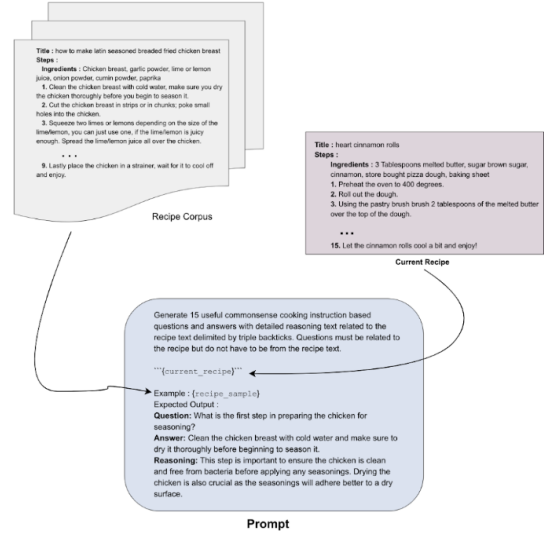 Title : how to make latin seasoned breaded fried chicken breast
Steps :
Ingredients : Chicken breast, garlic powder, lime or lemon
juice, onion powder, cumin powder, paprika
1. Clean the chicken breast with cold water, make sure you dry
the chicken thoroughly before you begin to season it.
2. Cut the chicken breast in strips or in chunks; poke small
holes into the chicken.
3. Squeeze two limes or lemons depending on the size of the
lime/lemon, you can just use one, if the lime/lemon is juicy
enough. Spread the lime/lemon juice all over the chicken.
• • •
9. Lastly place the chicken in a strainer, wait for it to cool off
and enjoy.
Recipe Corpus
Title : heart cinnamon rolls
Steps :
Ingredients : 3 Tablespoons melted butter, sugar brown sugar,
cinnamon, store bought pizza dough, baking sheet
1. Preheat the oven to 400 degrees.
2. Roll out the dough.
3. Using the pastry brush brush 2 tablespoons of the melted butter
over the top of the dough.
• • •
15. Let the cinnamon rolls cool a bit and enjoy!
Current Recipe
Generate 15 useful commonsense cooking instruction based
questions and answers with detailed reasoning text related to the
recipe text delimited by triple backticks. Questions must be related to
the recipe but do not have to be from the recipe text.
```{current_recipe}```
Example : {recipe_sample}
Expected Output :
Question: What is the first step in preparing the chicken for
seasoning?
Answer: Clean the chicken breast with cold water and make sure to
dry it thoroughly before beginning to season it.
Reasoning: This step is important to ensure the chicken is clean
and free from bacteria before applying any seasonings. Drying the
chicken is also crucial as the seasonings will adhere better to a dry
surface.
Prompt